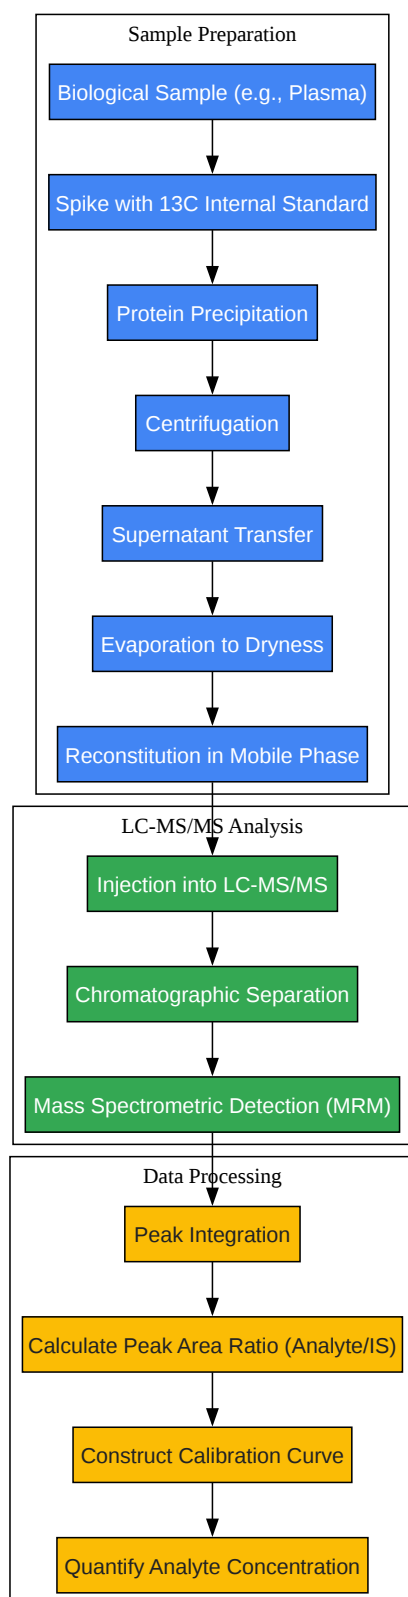 Sample Preparation
Biological Sample (e.g., Plasma)
Spike with 13C Internal Standard
Protein Precipitation
Centrifugation
Supernatant Transfer
Evaporation to Dryness
Reconstitution in Mobile Phase
LC-MS/MS Analysis
Injection into LC-MS/MS
Chromatographic Separation
Mass Spectrometric Detection (MRM)
Data Processing
Peak Integration
Calculate Peak Area Ratio (Analyte/IS)
Construct Calibration Curve
Quantify Analyte Concentration